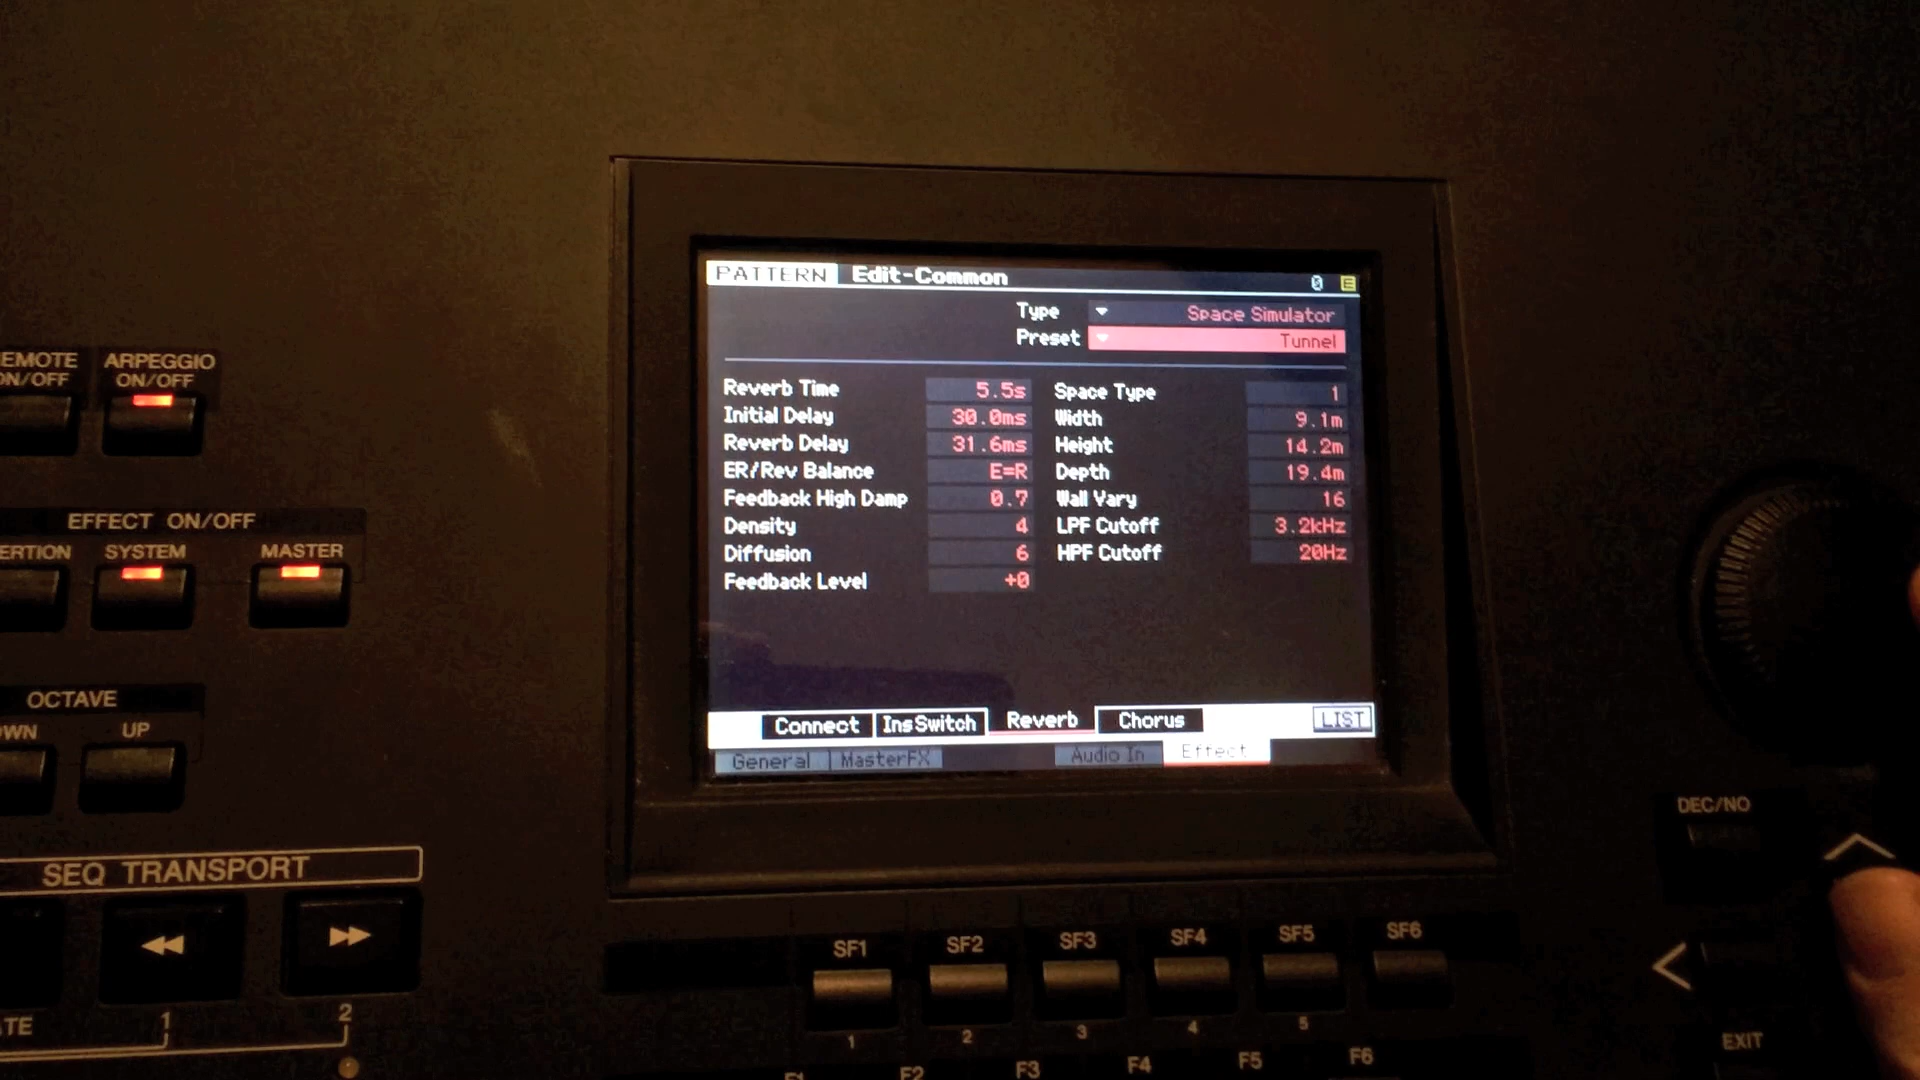 PATTERN Edit-Common 0 E
Type Space Simulator
Preset Tunnel
Reverb Time 5.5s Space Type 1
Initial Delay 30.0ms Width 9.1m
Reverb Delay 31.6ms Height 14.2m
ER/Rev Balance E=R Depth 19.4m
Feedback High Damp 0.7 Wall Vary 16
Density 4 LPF Cutoff 3.2kHz
Diffusion 6 HPF Cutoff 20Hz
Feedback Level +0
Connect InsSwitch Reverb Chorus LIST
General MasterFX Audio In Effect
EMOTE ARPEGGIO
ON/OFF ON/OFF
EFFECT ON/OFF
ERTION SYSTEM MASTER
OCTAVE
OWN UP
SEQ TRANSPORT
TE 1 2
DEC/NO
EXIT
SF1 SF2 SF3 SF4 SF5 SF6
1 2 3 4 5
F1 F2 F3 F4 F5 F6